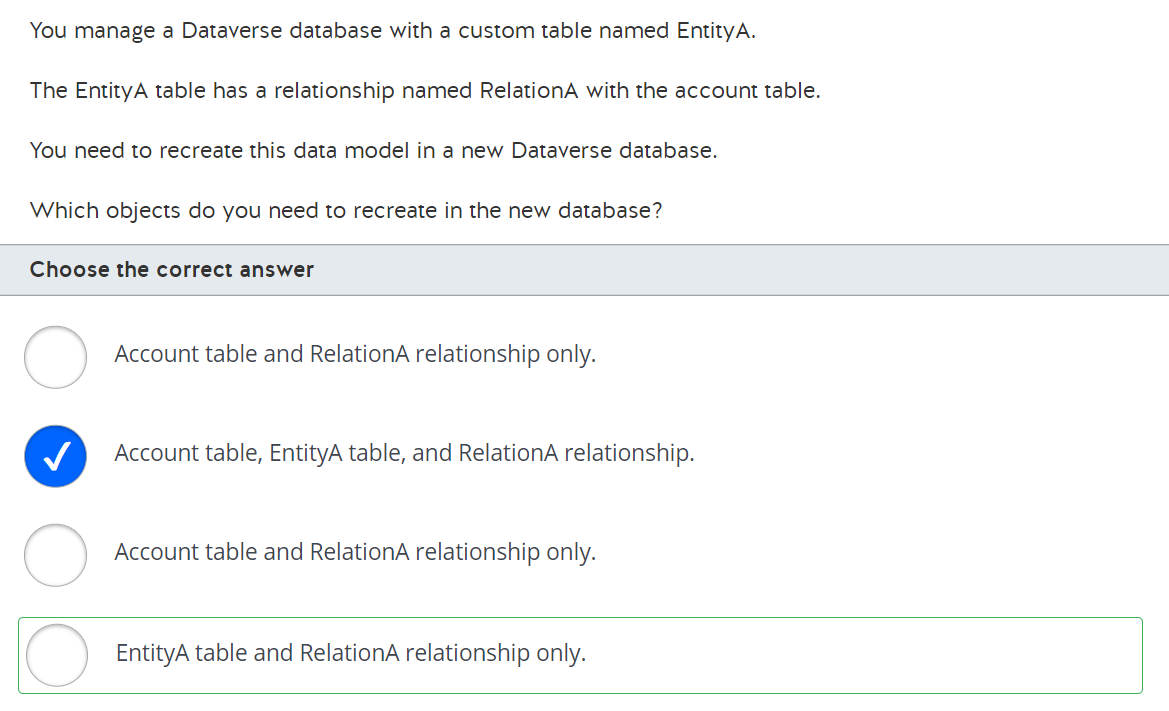 You manage a Dataverse database with a custom table named EntityA.
The EntityA table has a relationship named RelationA with the account table.
You need to recreate this data model in a new Dataverse database.
Which objects do you need to recreate in the new database?
Choose the correct answer
Account table and RelationA relationship only.
Account table, EntityA table, and RelationA relationship.
Account table and RelationA relationship only.
EntityA table and RelationA relationship only.